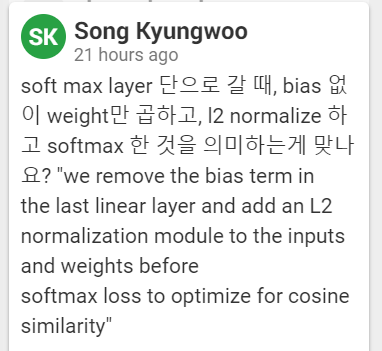 SK Song Kyungwoo
21 hours ago
soft max layer 단으로 갈 때, bias 없
이 weight만 곱하고, l2 normalize 하
고 softmax 한 것을 의미하는게 맞나
요? "we remove the bias term in
the last linear layer and add an L2
normalization module to the inputs
and weights before
softmax loss to optimize for cosine
similarity"